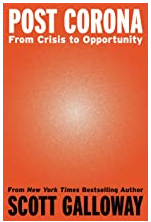 POST CORONA
From Crisis to Opportunity
From New York Times Bestselling Author
SCOTT GALLOWAY